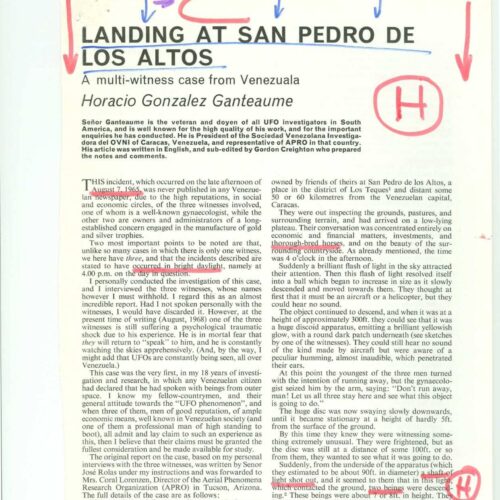 LANDING AT SAN PEDRO DE
LOS ALTOS
A multi-witness case from Venezuala
Horacio Gonzalez Ganteaume
H
Señor Ganteaume is the veteran and doyen of all UFO investigators in South
America, and is well known for the high quality of his work, and for the important
enquiries he has conducted. He is President of the Sociedad Venezolana Investiga-
dora del OVNI of Caracas, Venezuela, and representative of APRO in that country.
His article was written in English, and sub-edited by Gordon Creighton who prepared
the notes and comments.
THIS incident, which occurred on the late afternoon of
August 7, 1965, was never published in any Venezue-
lan newspaper, due to the high reputations, in social
and economic circles, of the three witnesses involved,
one of whom is a well-known gynaecologist, while the
other two are owners and administrators of a long-
established concern engaged in the manufacture of gold
and silver trophies.
Two most important points to be noted are that,
unlike so many cases in which there is only one witness,
we here have three, and that the incidents described are
stated to have occurred in bright daylight, namely at
4.00 p.m. on the day in question.
I personally conducted the investigation of this case,
and I interviewed the three witnesses, whose names
however I must withhold. I regard this as an almost
incredible report. Had I not spoken personally with the
witnesses, I would have discarded it. However, at the
present time of writing (August, 1968) one of the three
witnesses is still suffering a psychological traumatic
shock due to his experience. He is in mortal fear that
they will return to "speak" to him, and he is constantly
watching the skies apprehensively. (And, by the way, I
might add that UFOs are constantly being seen, all over
Venezuela.)
This case was the very first, in my 18 years of investi-
gation and research, in which any Venezuelan citizen
had declared that he had spoken with beings from outer
space. I know my fellow-countrymen, and their
general attitude towards the "UFO phenomenon", and
when three of them, men of good reputation, of ample
economic means, well known in Venezuelan society (and
one of them a professional man of high standing to
boot), all admit and lay claim to such an experience as
this, then I believe that their claims must be granted the
fullest consideration and be made available for study.
The original report on the case, based on my personal
interviews with the three witnesses, was written by Senor
José Rolas under my instructions and was forwarded to
Mrs. Coral Lorenzen, Director of the Aerial Phenomena
Research Organization (APRO) in Tucson, Arizona.
The full details of the case are as follows:
owned by friends of theirs at San Pedro de los Altos, a
place in the district of Los Teques¹ and distant some
50 or 60 kilometres from the Venezuelan capital,
Caracas.
They were out inspecting the grounds, pastures, and
surrounding terrain, and had arrived on a low-lying
plateau. Their conversation was concentrated entirely on
economic and financial matters, investments, and
thorough-bred horses, and on the beauty of the sur-
rounding countryside. As already mentioned, the time
was 4 o'clock in the afternoon.
Suddenly a brilliant flash of light in the sky attracted
their attention. Then this flash of light resolved itself
into a ball which began to increase in size as it slowly
descended and moved towards them. They thought at
first that it must be an aircraft or a helicopter, but they
could hear no sound.
The object continued to descend, and when it was at a
height of approximately 300ft. they could see that it was
a huge discoid apparatus, emitting a brilliant yellowish
glow, with a round dark patch underneath (see sketches
by one of the witnesses). They could still hear no sound
of the kind made by aircraft but were aware of a
peculiar humming, almost inaudible, which penetrated
their ears.
At this point the youngest of the three men turned
with the intention of running away, but the gynaecolo-
gist seized him by the arm, saying: "Don't run away,
man! Let us all three stay here and see what this object
is going to do."
The huge disc was now swaying slowly downwards,
until it became stationary at a height of hardly 5ft.
from the surface of the ground.
By this time they knew they were witnessing some-
thing extremely unusual. They were frightened, but as
the disc was still at a distance of some 100ft. or so
from them, they wanted to see what it was going to do.
Suddenly, from the underside of the apparatus (which
they estimated to be about 90ft. in diameter) a shaft of
light shot out, and it seemed to them that in this light,
which contacted the ground, two beings were descend-
ing.² These beings were about 7 or 8ft. in height. They
H